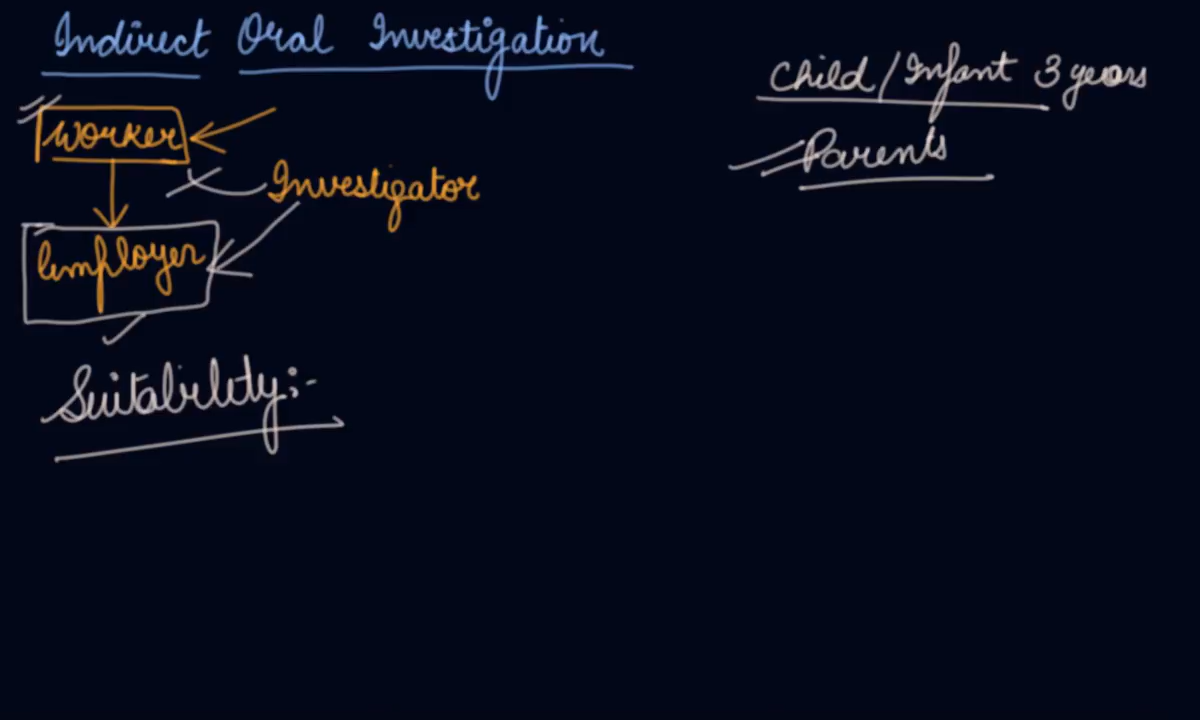 Indirect Oral Investigation
Worker
Investigator
Employer
Suitability:-
Child/Infant 3 years
Parents